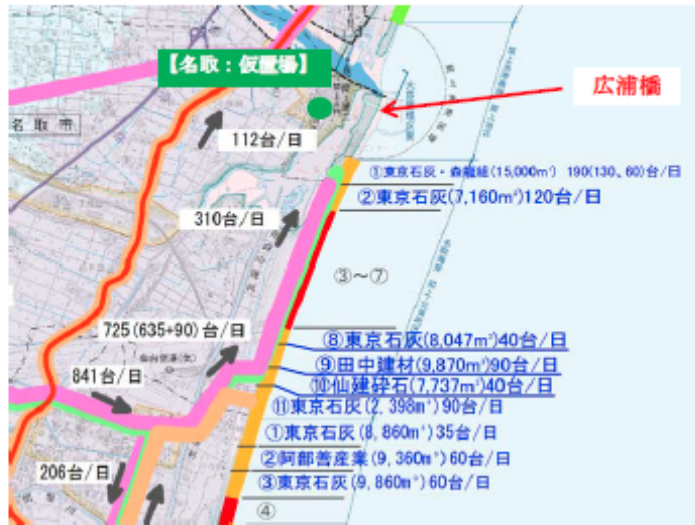 【名取：仮置場】
広浦橋
名取市
112台/日
①東京石灰・森龍組(15,000㎥) 190(130、60)台/日
②東京石灰(7,160㎥)120台/日
310台/日
③～⑦
725(635+90)台/日
⑧東京石灰(8,047㎥)40台/日
⑨田中建材(9,870㎥)90台/日
841台/日
⑩仙建砕石(7,737㎥)40台/日
⑪東京石灰(2,398㎥)90台/日
①東京石灰(8,860㎥)35台/日
②阿部善産業(9,360㎥)60台/日
206台/日
③東京石灰(9,860㎥)60台/日
④